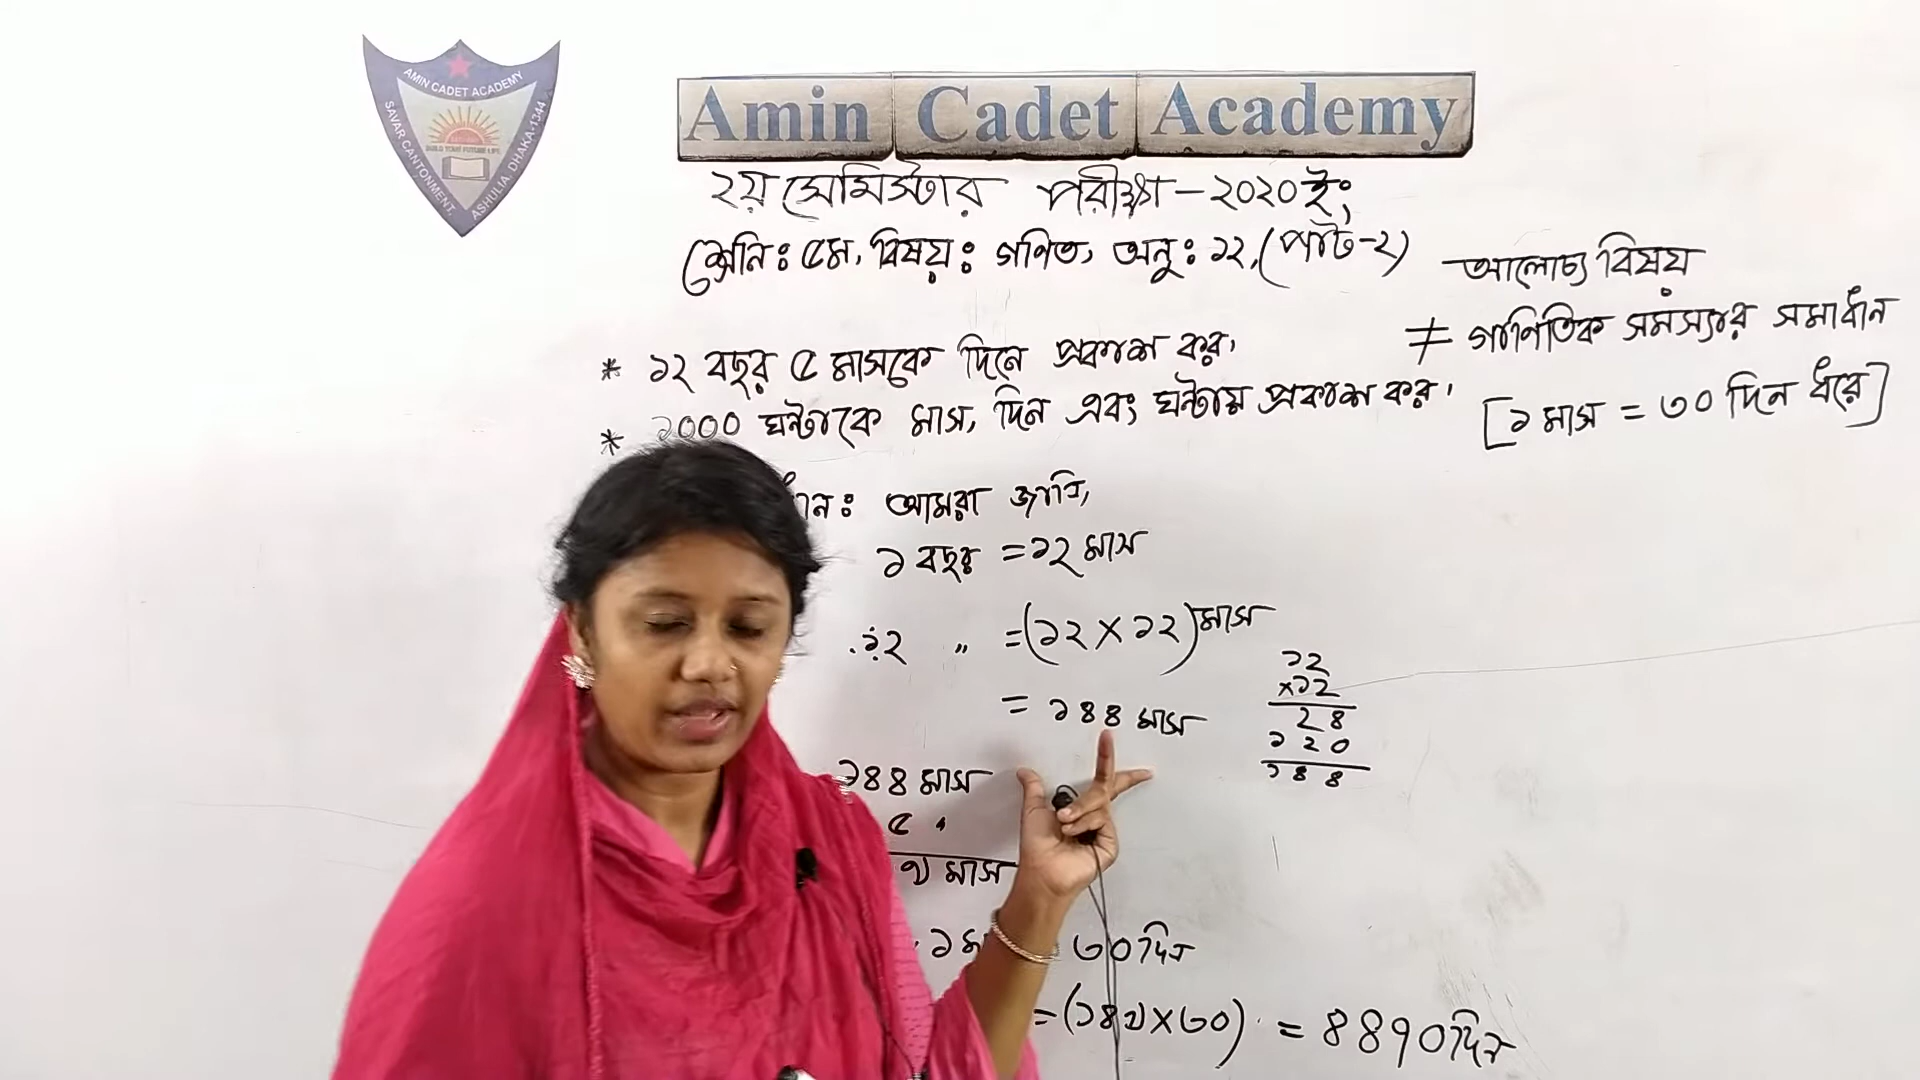 AMIN CADET ACADEMY
SAVAR CANTONMENT, ASHULIA, DHAKA-1344
Amin Cadet Academy
২য় সেমিস্টার পরীক্ষা - ২০২০ইং
শ্রেনি: ৫ম, বিষয়: গণিত, অনু: ১২, (পার্ট-২)
আলোচ্য বিষয়
≠ গাণিতিক সমস্যার সমাধান
[১ মাস = ৩০ দিন ধরে]
* ১২ বছর ৫ মাসকে দিনে প্রকাশ কর।
* ১০০০ ঘন্টাকে মাস, দিন এবং ঘন্টায় প্রকাশ কর।
ধান: আমরা জানি,
১ বছর = ১২ মাস
∴ ১২ " = (১২ × ১২) মাস
= ১৪৪ মাস
১২
×১২
২৪
১২০
১৪৪
১৪৪ মাস
৫ "
৯ মাস
১ মা ৩০ দিন
= (১৪৯ × ৩০) = ৪৪৭০ দিন